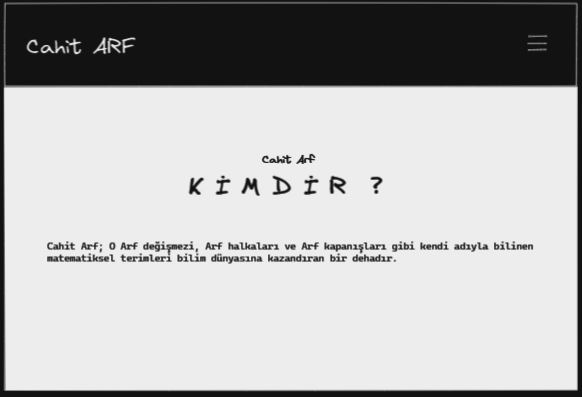 Cahit ARF
Cahit Arf
KİMDİR ?
Cahit Arf; O Arf değişmezi, Arf halkaları ve Arf kapanışları gibi kendi adıyla bilinen
matematiksel terimleri bilim dünyasına kazandıran bir dehadır.